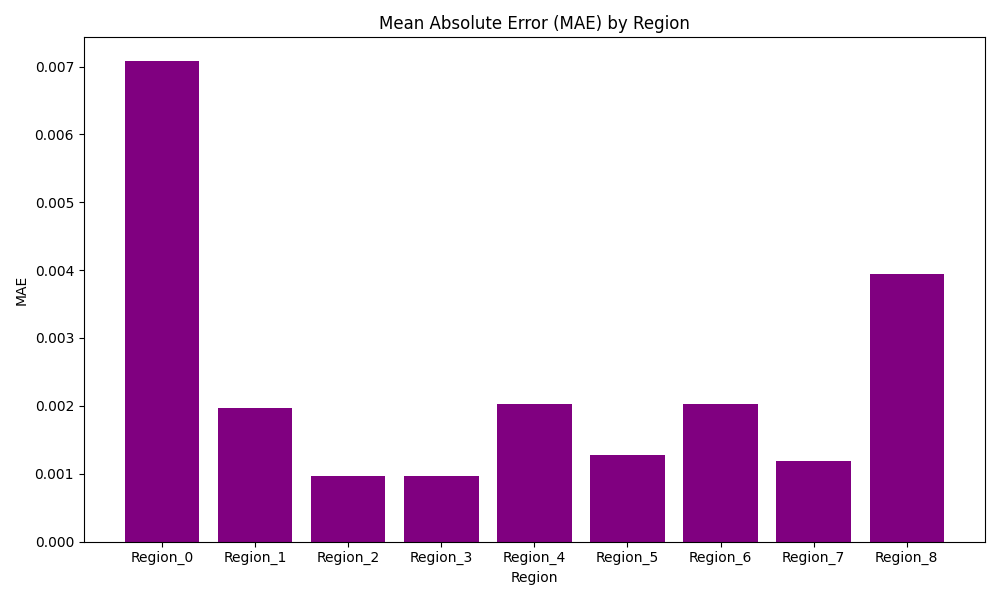 Mean Absolute Error (MAE) by Region
MAE
0.007
0.006
0.005
0.004
0.003
0.002
0.001
0.000
Region_0 Region_1 Region_2 Region_3 Region_4 Region_5 Region_6 Region_7 Region_8
Region